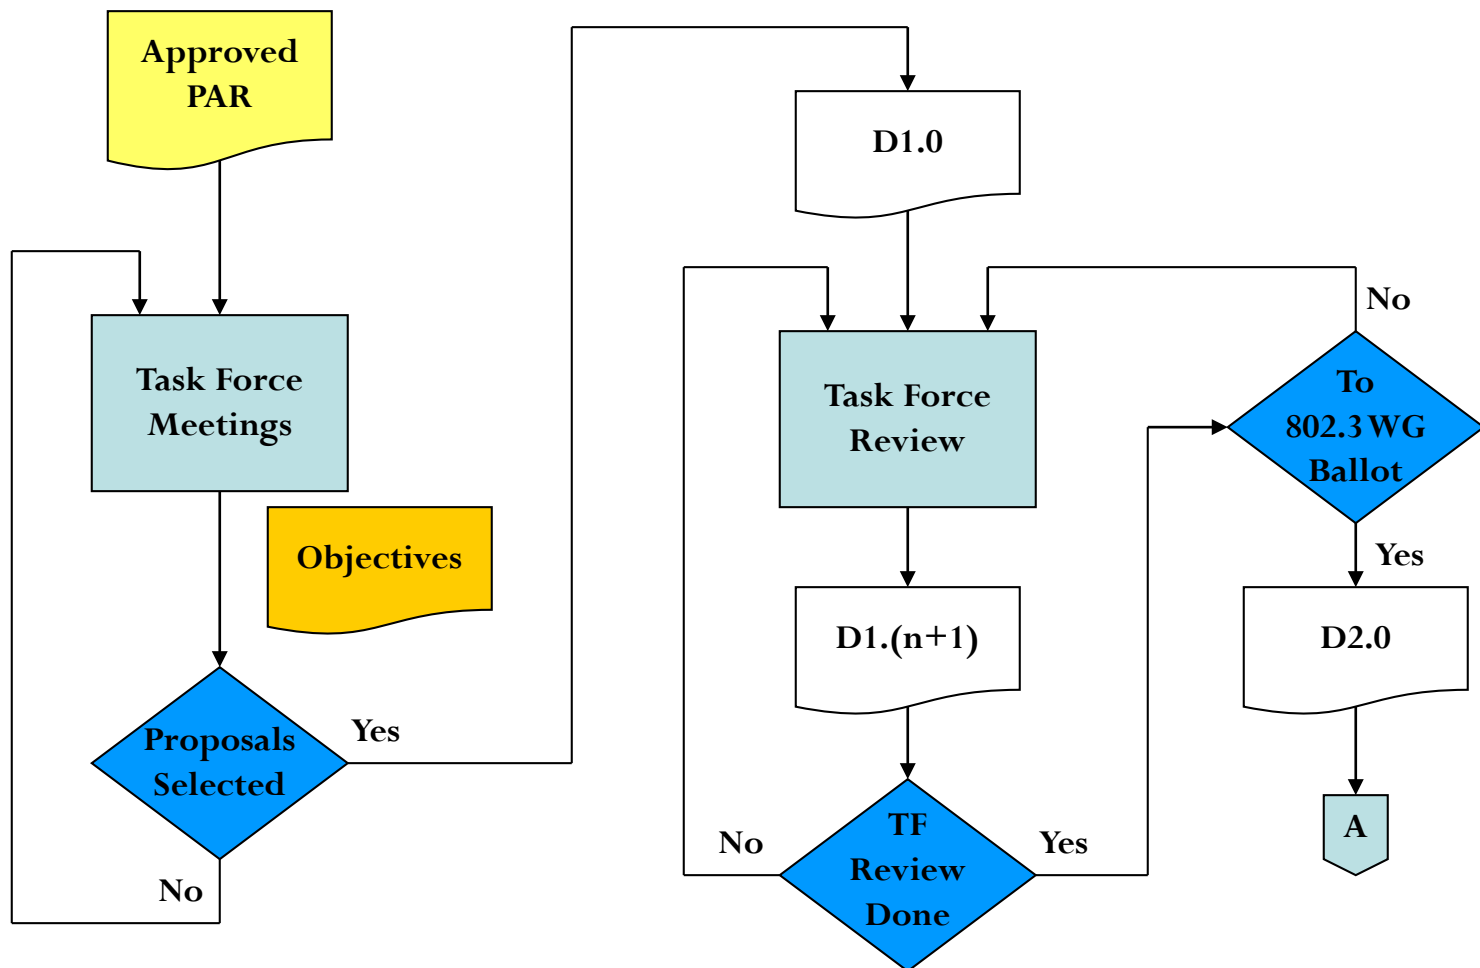 Approved
PAR
Task Force
Meetings
Objectives
Proposals
Selected
Yes
No
D1.0
Task Force
Review
D1.(n+1)
TF
Review
Done
No
Yes
To
802.3 WG
Ballot
No
Yes
D2.0
A